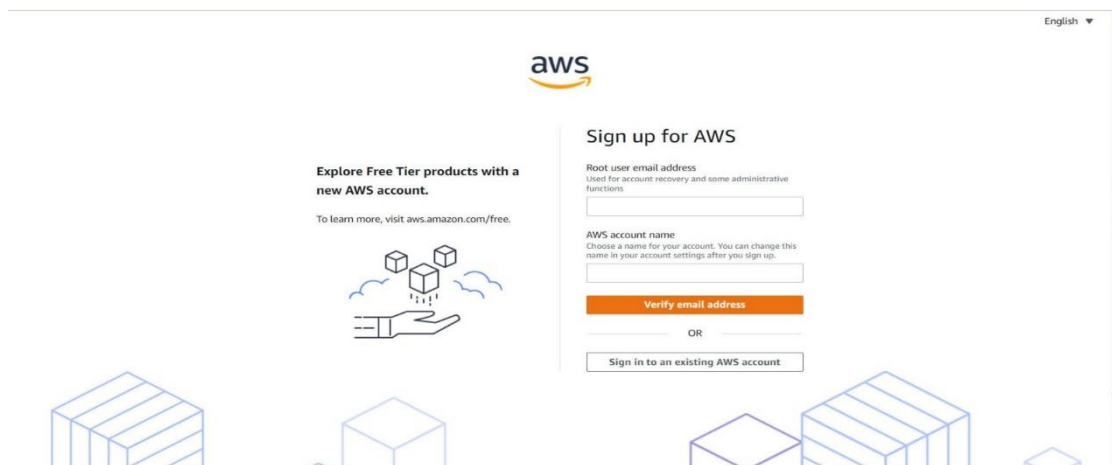 English ▼
aws
Explore Free Tier products with a
new AWS account.
To learn more, visit aws.amazon.com/free.
Sign up for AWS
Root user email address
Used for account recovery and some administrative
functions
AWS account name
Choose a name for your account. You can change this
name in your account settings after you sign up.
Verify email address
OR
Sign in to an existing AWS account